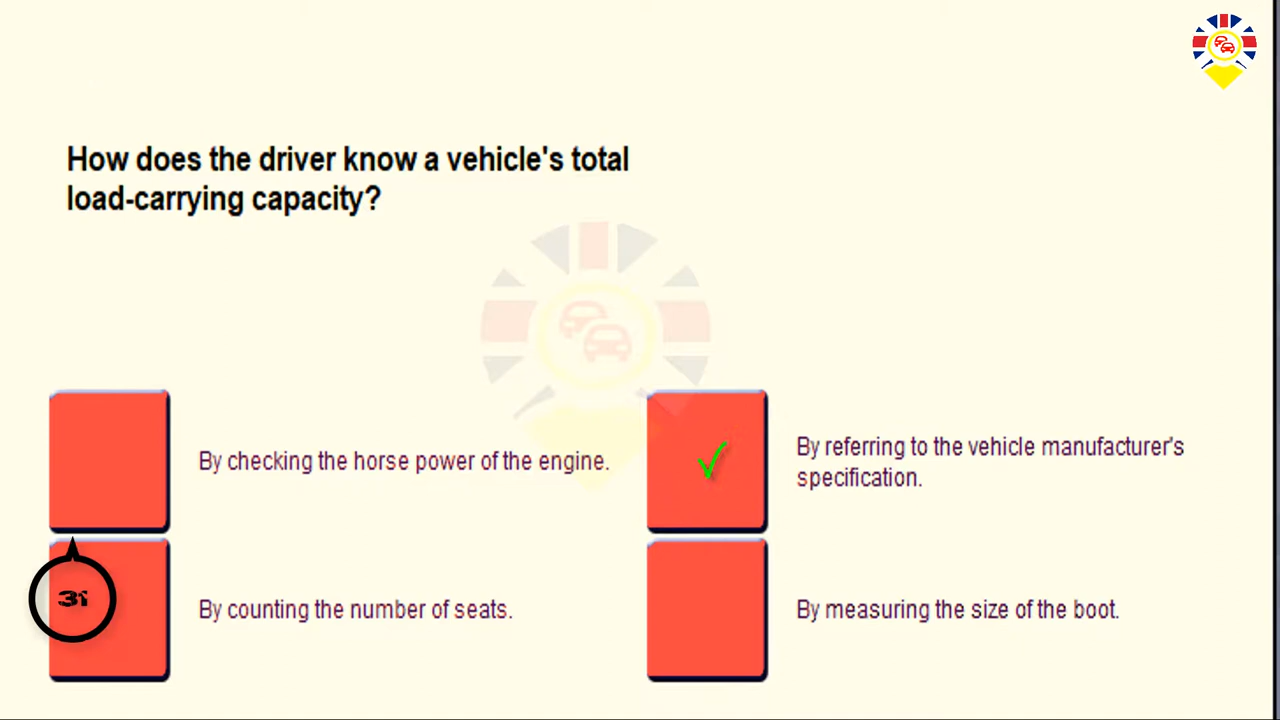 How does the driver know a vehicle's total
load-carrying capacity?
By checking the horse power of the engine.
By referring to the vehicle manufacturer's
specification.
31
By counting the number of seats.
By measuring the size of the boot.